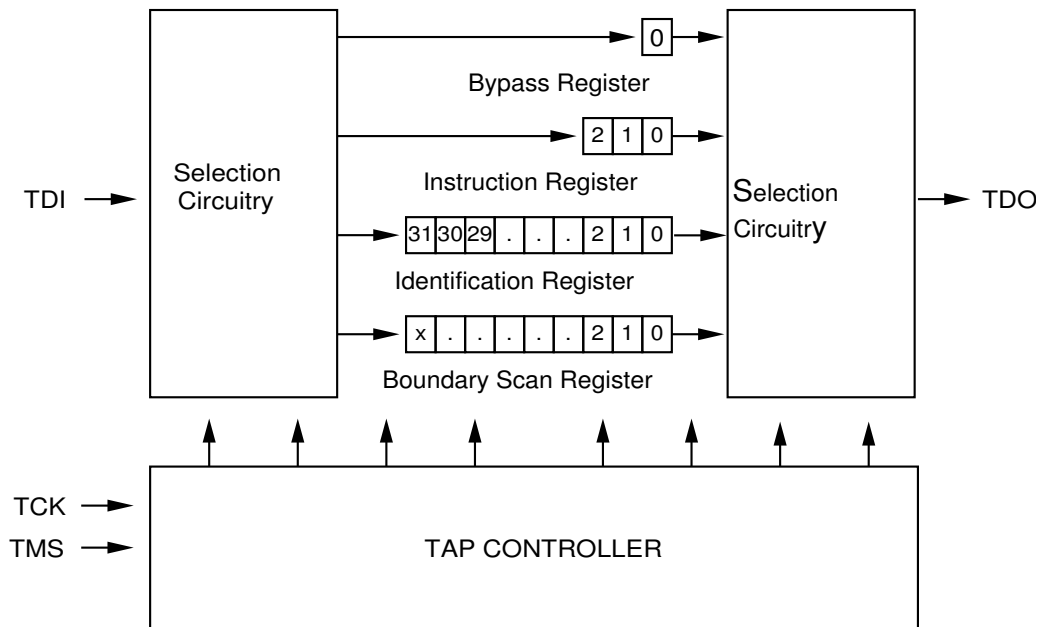 0
Bypass Register
2 1 0
Instruction Register
TDI
Selection
Circuitry
Selection
Circuitry
TDO
31 30 29 . . . 2 1 0
Identification Register
x . . . . . 2 1 0
Boundary Scan Register
TCK
TMS
TAP CONTROLLER